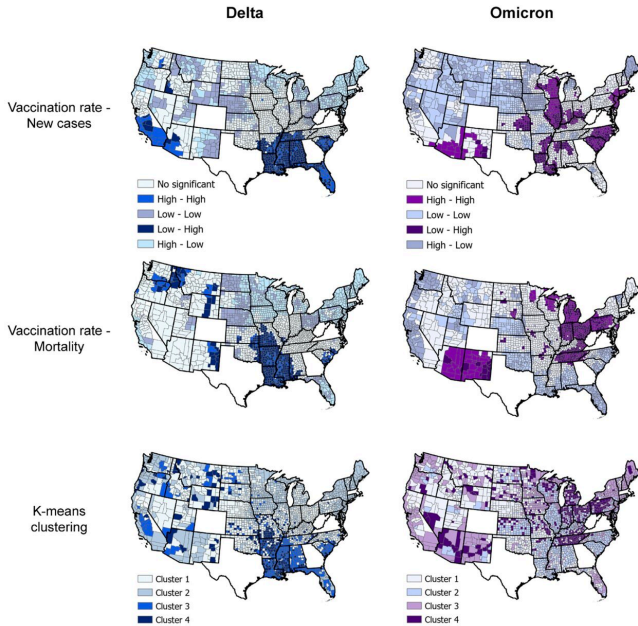 Delta
Omicron
Vaccination rate -
New cases
No significant
High - High
Low - Low
Low - High
High - Low
No significant
High - High
Low - Low
Low - High
High - Low
Vaccination rate -
Mortality
K-means
clustering
Cluster 1
Cluster 2
Cluster 3
Cluster 4
Cluster 1
Cluster 2
Cluster 3
Cluster 4